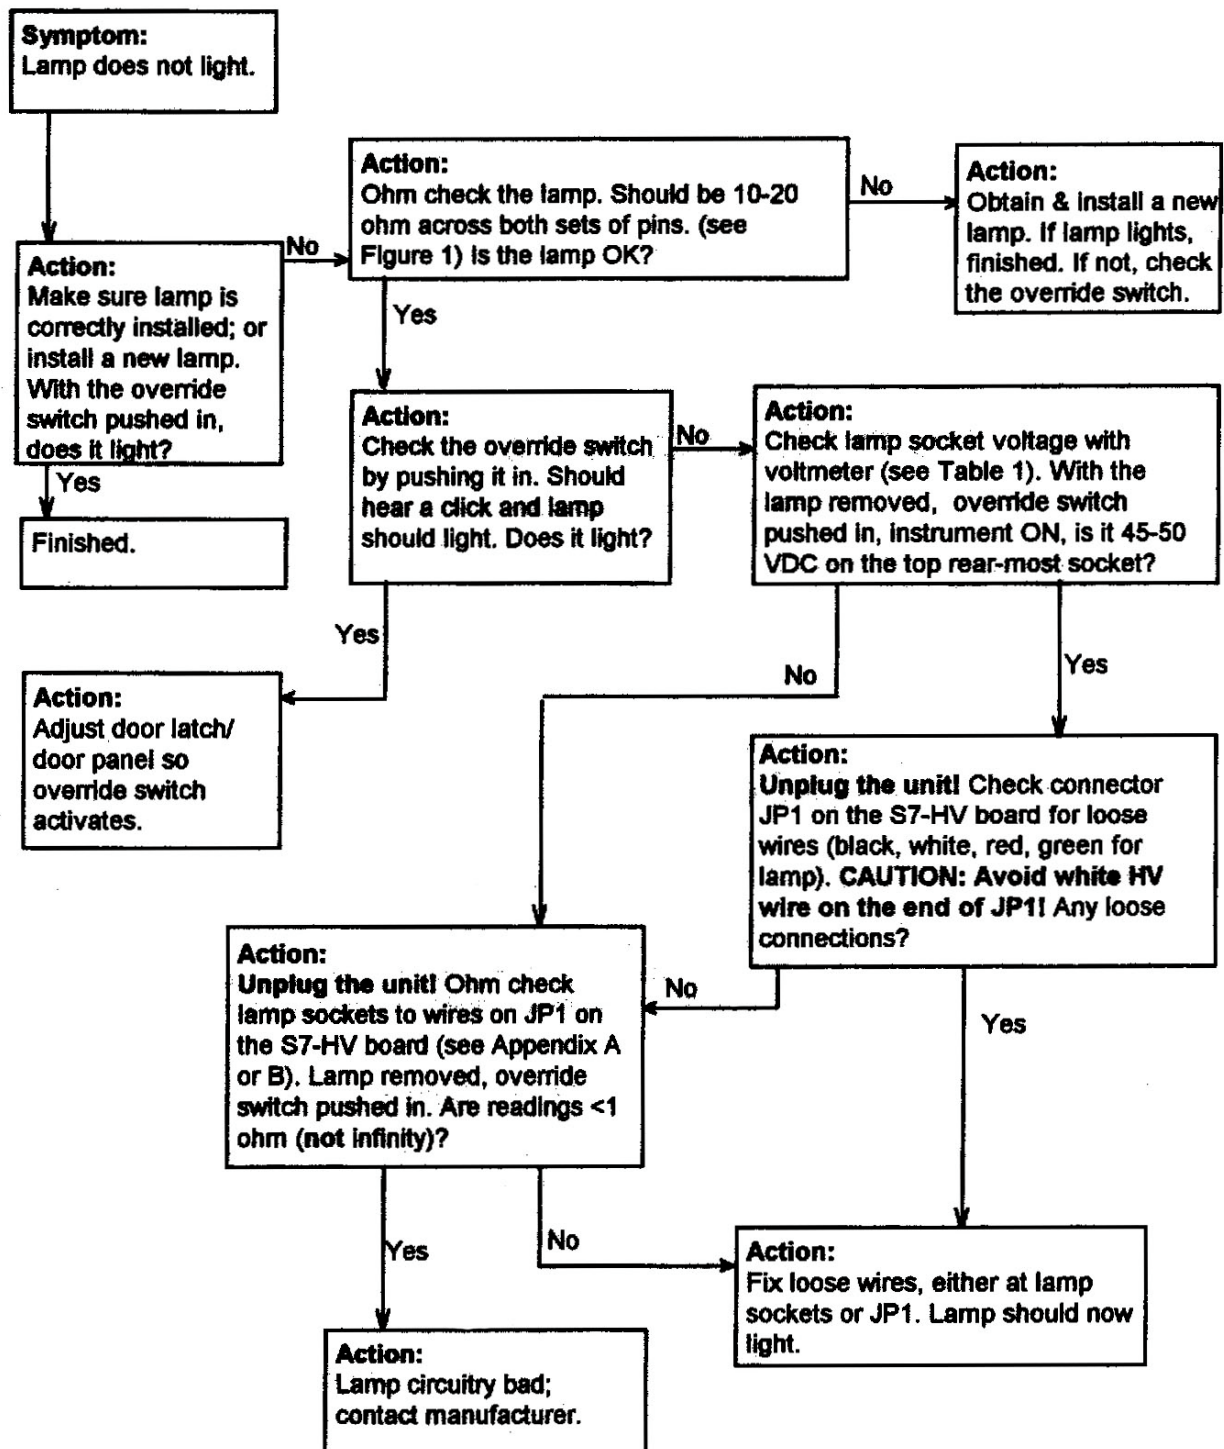 Symptom:
Lamp does not light.
Action:
Make sure lamp is
correctly installed; or
install a new lamp.
With the override
switch pushed in,
does it light?
No
Yes
Finished.
Action:
Ohm check the lamp. Should be 10-20
ohm across both sets of pins. (see
Figure 1) Is the lamp OK?
No
Yes
Action:
Obtain & install a new
lamp. If lamp lights,
finished. If not, check
the override switch.
Action:
Check the override switch
by pushing it in. Should
hear a click and lamp
should light. Does it light?
No
Yes
Action:
Check lamp socket voltage with
voltmeter (see Table 1). With the
lamp removed, override switch
pushed in, instrument ON, is it 45-50
VDC on the top rear-most socket?
No
Yes
Action:
Adjust door latch/
door panel so
override switch
activates.
Action:
Unplug the unit! Check connector
JP1 on the S7-HV board for loose
wires (black, white, red, green for
lamp). CAUTION: Avoid white HV
wire on the end of JP1! Any loose
connections?
No
Yes
Action:
Unplug the unit! Ohm check
lamp sockets to wires on JP1 on
the S7-HV board (see Appendix A
or B). Lamp removed, override
switch pushed in. Are readings <1
ohm (not infinity)?
Yes
No
Action:
Fix loose wires, either at lamp
sockets or JP1. Lamp should now
light.
Action:
Lamp circuitry bad;
contact manufacturer.